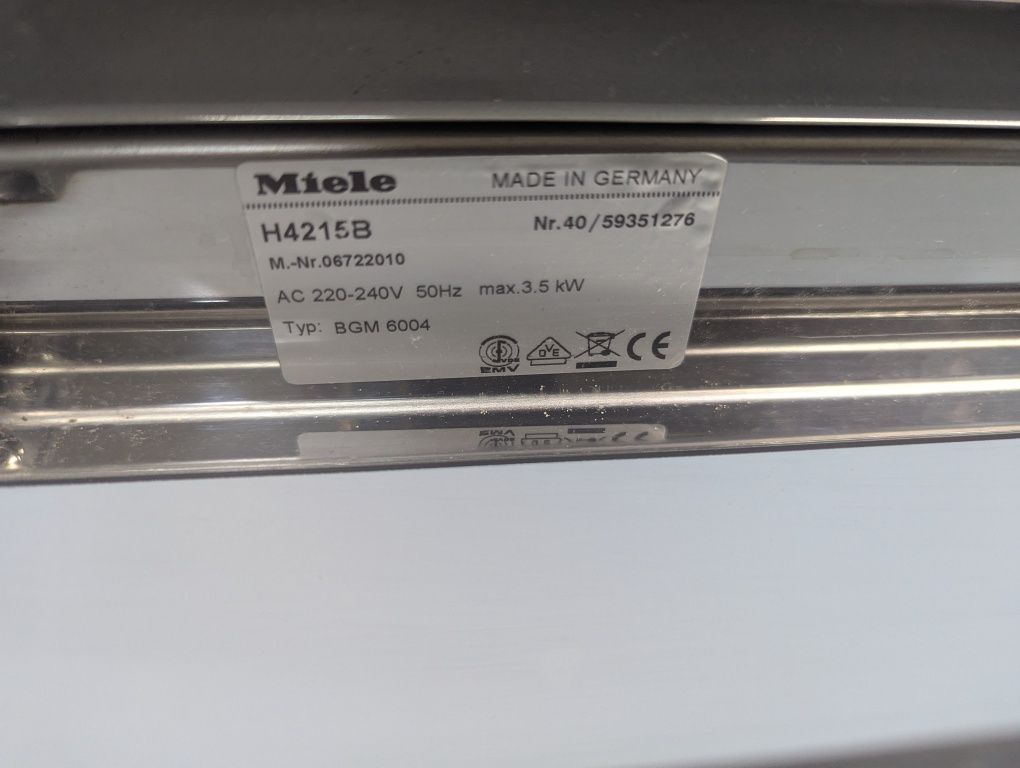 Miele MADE IN GERMANY
H4215B Nr.40/59351276
M.-Nr.06722010
AC 220-240V 50Hz max.3.5 kW
Typ: BGM 6004
VDE
EMV
DVE
CE